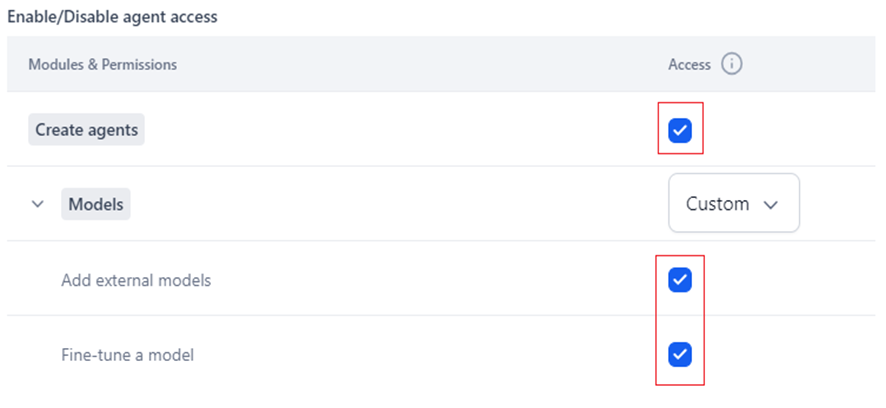 Enable/Disable agent access
Modules & Permissions Access
Create agents
Models Custom
Add external models
Fine-tune a model